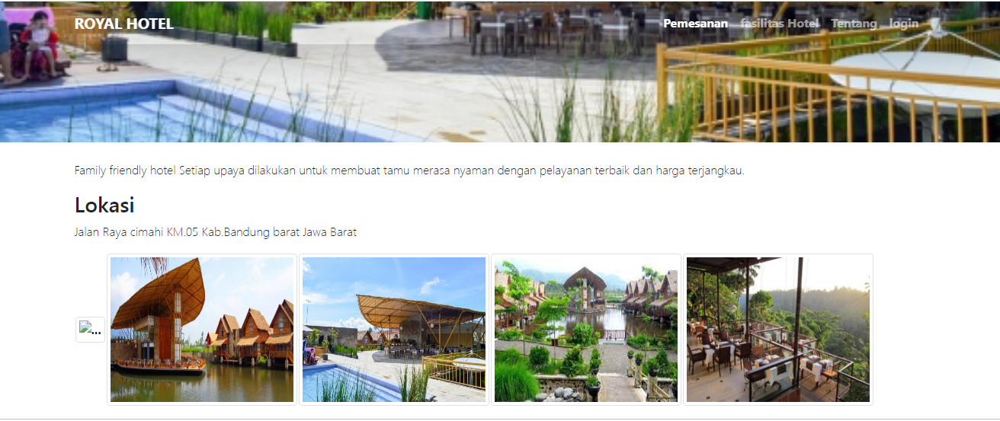 ROYAL HOTEL
Pemesanan fasilitas Hotel Tentang login
Family friendly hotel Setiap upaya dilakukan untuk membuat tamu merasa nyaman dengan pelayanan terbaik dan harga terjangkau.
Lokasi
Jalan Raya cimahi KM.05 Kab.Bandung barat Jawa Barat
...